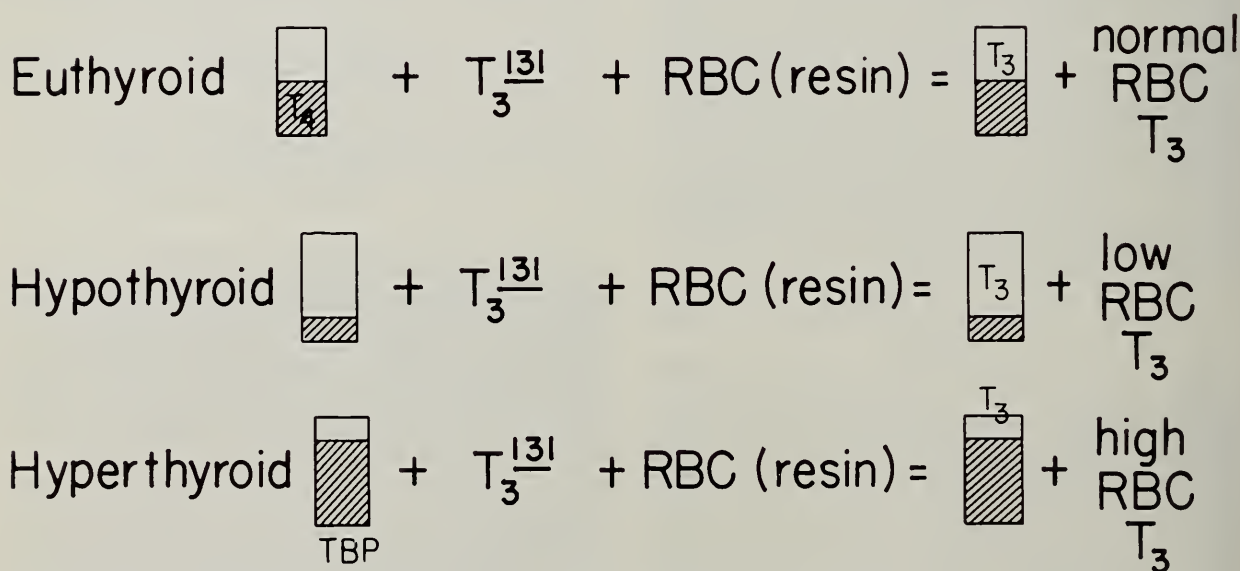 Euthyroid T₄ + T₃¹³¹ + RBC (resin) = T₃ + normal RBC T₃
Hypothyroid + T₃¹³¹ + RBC (resin) = T₃ + low RBC T₃
Hyperthyroid + T₃¹³¹ + RBC (resin) = T₃ + high RBC T₃
TBP